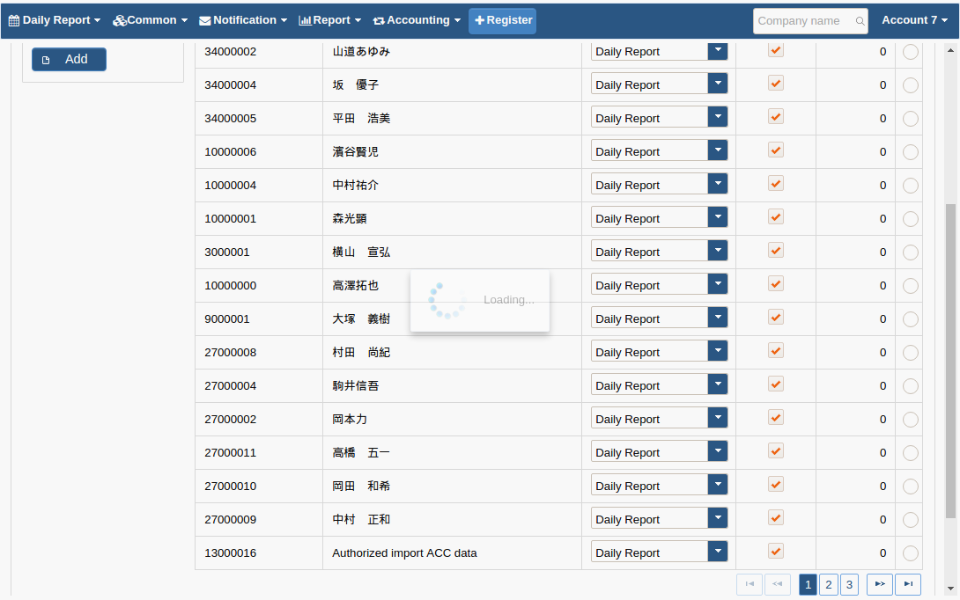 Daily Report Common Notification Report Accounting Register Company name Account 7
Add
34000002 山道あゆみ Daily Report 0
34000004 坂　優子 Daily Report 0
34000005 平田　浩美 Daily Report 0
10000006 濱谷賢児 Daily Report 0
10000004 中村祐介 Daily Report 0
10000001 森光顕 Daily Report 0
3000001 横山　宣弘 Daily Report 0
10000000 高澤拓也 Daily Report 0
Loading...
9000001 大塚　義樹 Daily Report 0
27000008 村田　尚紀 Daily Report 0
27000004 駒井信吾 Daily Report 0
27000002 岡本力 Daily Report 0
27000011 高橋　五一 Daily Report 0
27000010 岡田　和希 Daily Report 0
27000009 中村　正和 Daily Report 0
13000016 Authorized import ACC data Daily Report 0
1 2 3